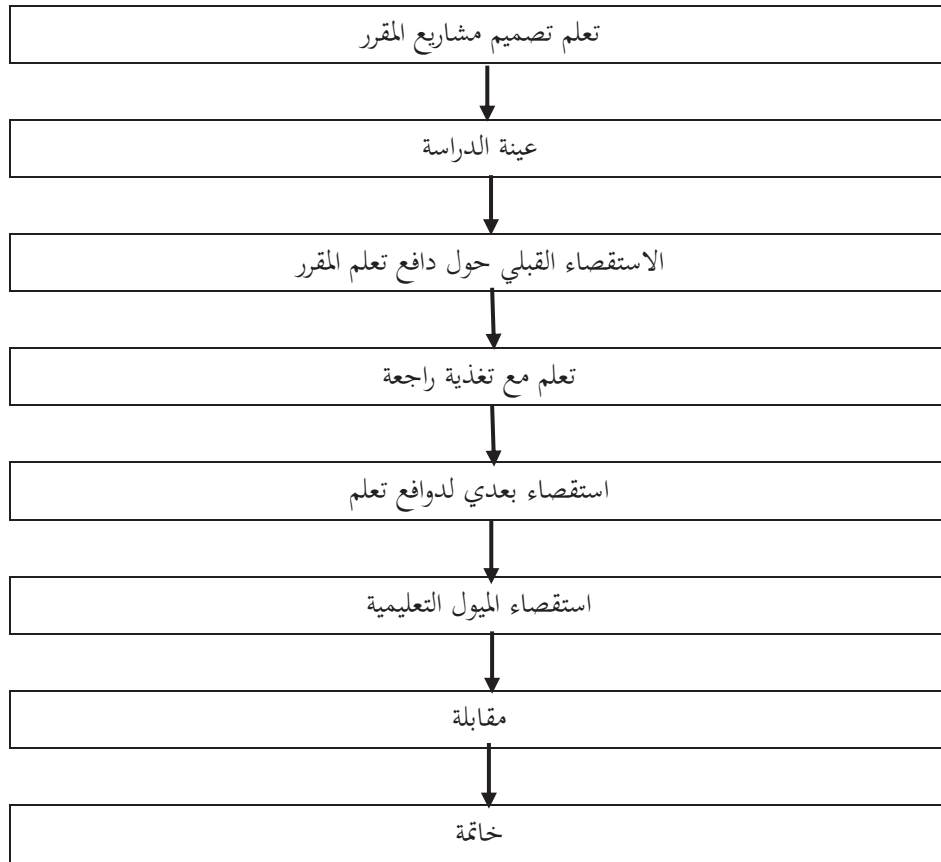 تعلم تصميم مشاريع المقرر
عينة الدراسة
الاستقصاء القبلي حول دافع تعلم المقرر
تعلم مع تغذية راجعة
استقصاء بعدي لدوافع تعلم
استقصاء الميول التعليمية
مقابلة
خاتمة